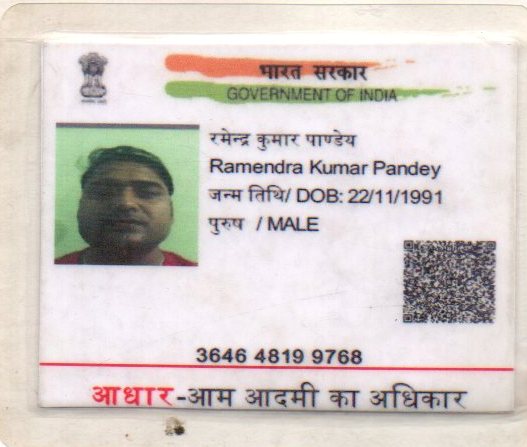 भारत सरकार
GOVERNMENT OF INDIA
रमेन्द्र कुमार पाण्डेय
Ramendra Kumar Pandey
जन्म तिथि/ DOB: 22/11/1991
पुरुष / MALE
3646 4819 9768
आधार-आम आदमी का अधिकार